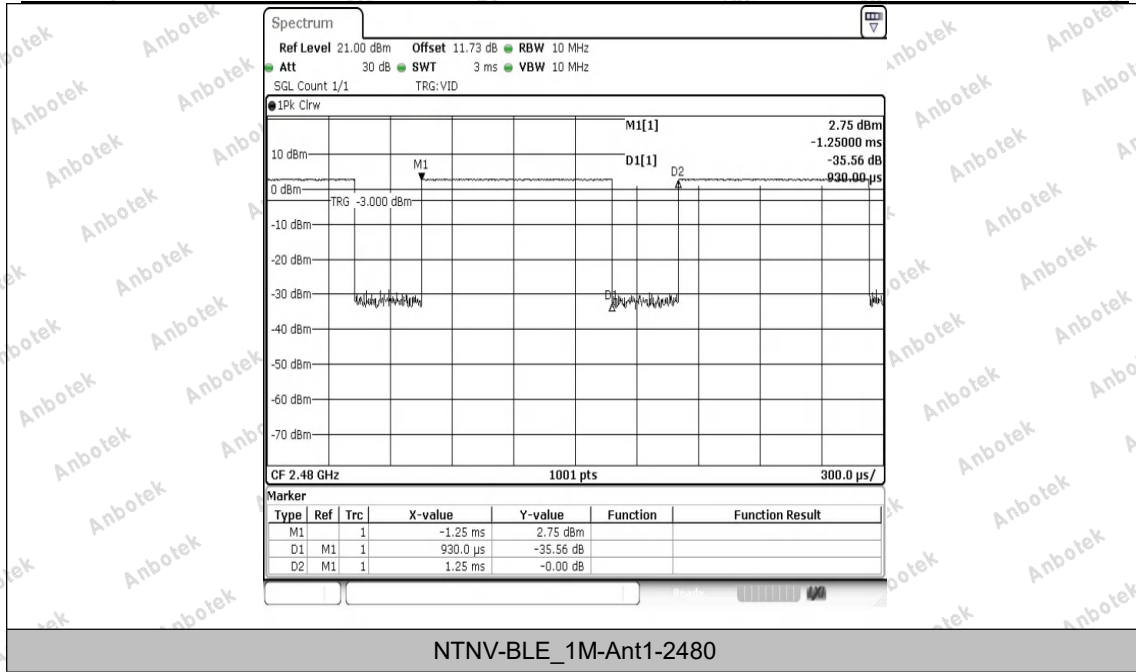 Spectrum
Ref Level 21.00 dBm Offset 11.73 dB RBW 10 MHz
Att 30 dB SWT 3 ms VBW 10 MHz
SGL Count 1/1 TRG:VID
1Pk Clrw
M1[1] 2.75 dBm
-1.25000 ms
10 dBm
M1
D1[1] -35.56 dB
D2
930.00 µs
0 dBm
TRG -3.000 dBm
-10 dBm
-20 dBm
-30 dBm
D1
-40 dBm
-50 dBm
-60 dBm
-70 dBm
CF 2.48 GHz 1001 pts 300.0 µs/
Marker
Type Ref Trc X-value Y-value Function Function Result
M1 1 -1.25 ms 2.75 dBm
D1 M1 1 930.0 µs -35.56 dB
D2 M1 1 1.25 ms -0.00 dB
Ready
NTNV-BLE_1M-Ant1-2480
Anbotek